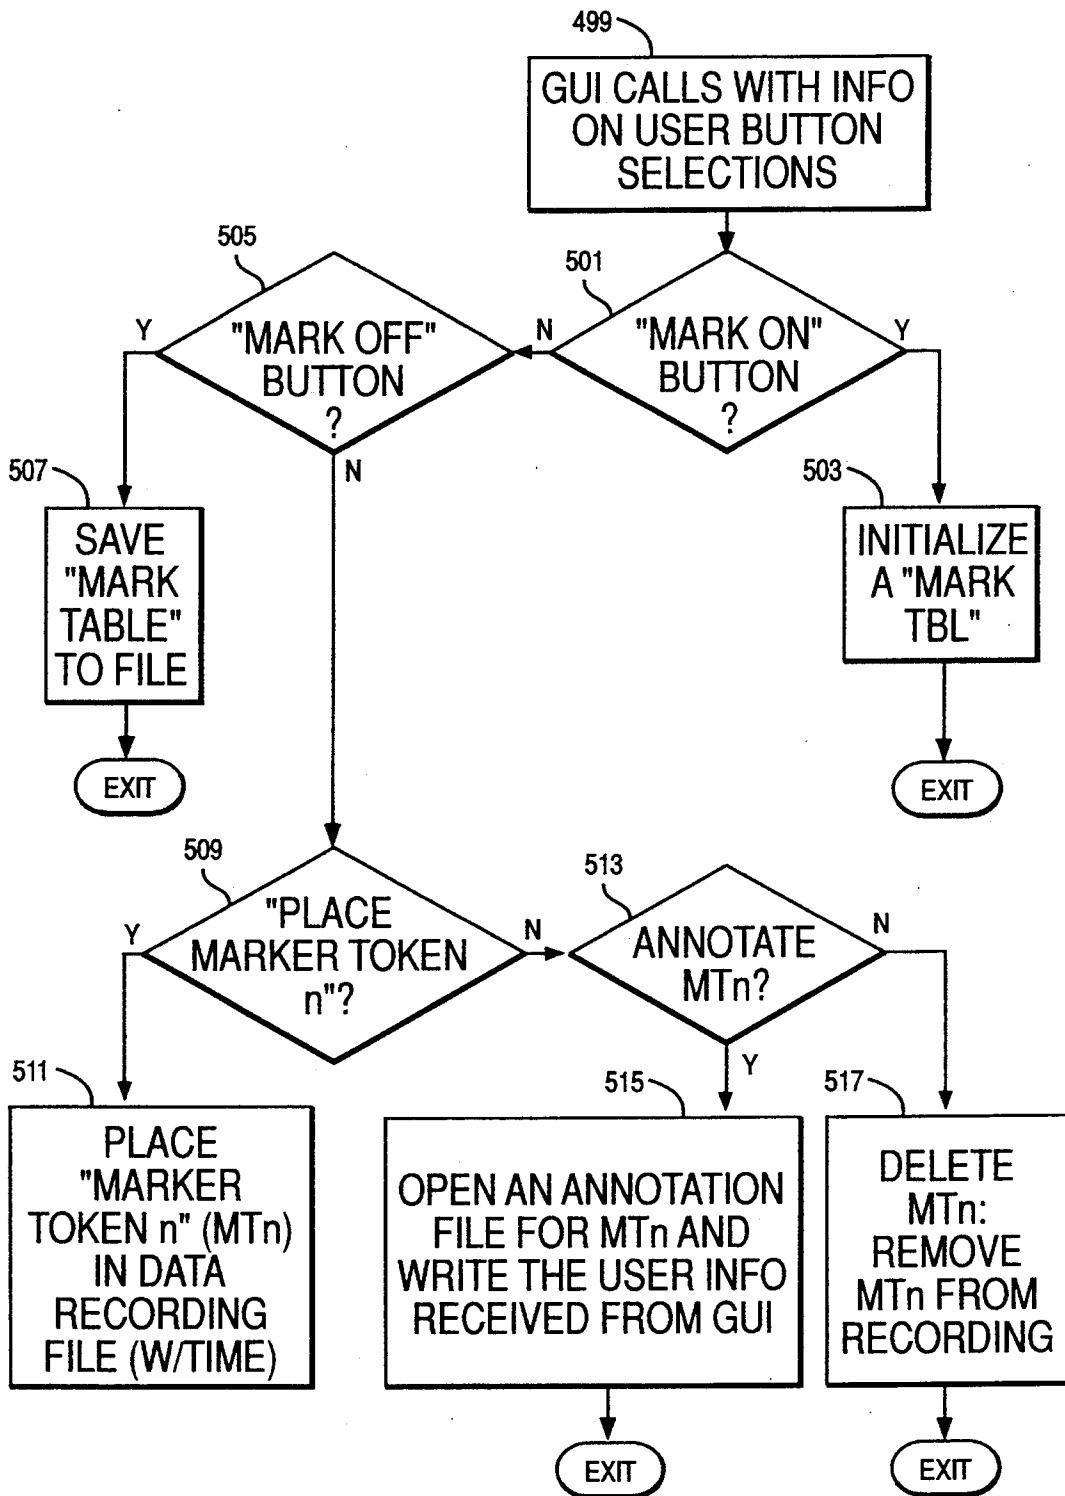 499
GUI CALLS WITH INFO
ON USER BUTTON
SELECTIONS
505
501
Y
"MARK OFF"
BUTTON
?
N
"MARK ON"
BUTTON
?
Y
N
507
SAVE
"MARK
TABLE"
TO FILE
503
INITIALIZE
A "MARK
TBL"
EXIT
EXIT
509
513
Y
"PLACE
MARKER TOKEN
n"?
N
ANNOTATE
MTn?
N
Y
511
PLACE
"MARKER
TOKEN n" (MTn)
IN DATA
RECORDING
FILE (W/TIME)
515
OPEN AN ANNOTATION
FILE FOR MTn AND
WRITE THE USER INFO
RECEIVED FROM GUI
517
DELETE
MTn:
REMOVE
MTn FROM
RECORDING
EXIT
EXIT